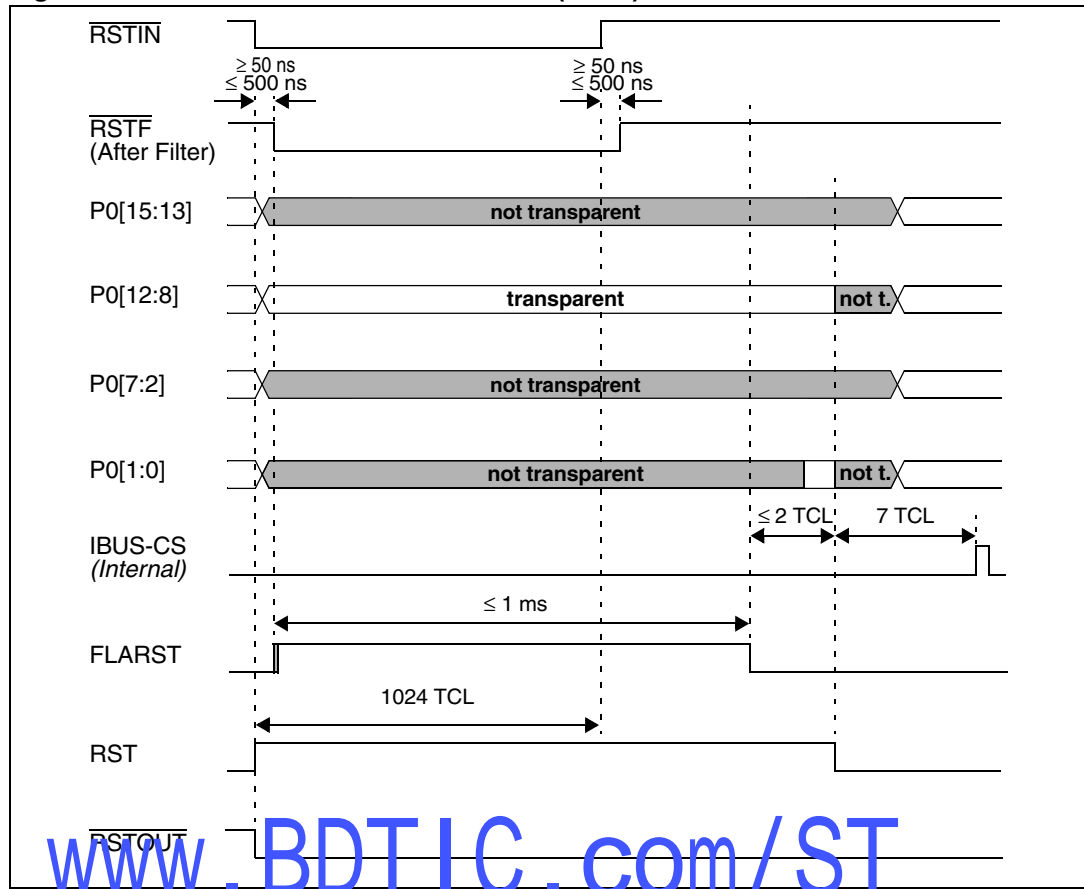 RSTIN
≥ 50 ns
≤ 500 ns
≥ 50 ns
≤ 500 ns
RSTF
(After Filter)
P0[15:13]
not transparent
P0[12:8]
transparent
not t.
P0[7:2]
not transparent
P0[1:0]
not transparent
not t.
≤ 2 TCL
7 TCL
IBUS-CS
(Internal)
≤ 1 ms
FLARST
1024 TCL
RST
RSTOUT
www.BDTIC.com/ST